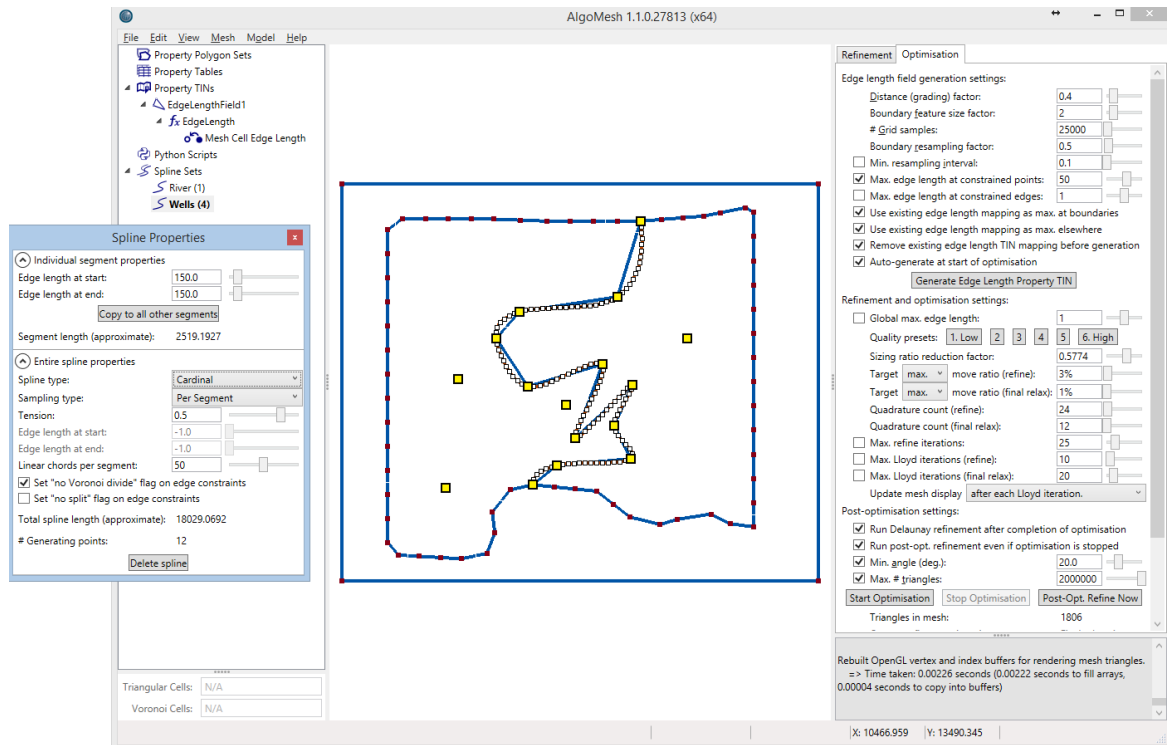 AlgoMesh 1.1.0.27813 (x64)
File Edit View Mesh Model Help
Property Polygon Sets
Property Tables
Property TINs
EdgeLengthField1
fx EdgeLength
Mesh Cell Edge Length
Python Scripts
Spline Sets
River (1)
Wells (4)
Spline Properties
x
Individual segment properties
Edge length at start: 150.0
Edge length at end: 150.0
Copy to all other segments
Segment length (approximate): 2519.1927
Entire spline properties
Spline type: Cardinal
Sampling type: Per Segment
Tension: 0.5
Edge length at start: -1.0
Edge length at end: -1.0
Linear chords per segment: 50
Set "no Voronoi divide" flag on edge constraints
Set "no split" flag on edge constraints
Total spline length (approximate): 18029.0692
# Generating points: 12
Delete spline
Triangular Cells: N/A
Voronoi Cells: N/A
Refinement Optimisation
Edge length field generation settings:
Distance (grading) factor: 0.4
Boundary feature size factor: 2
# Grid samples: 25000
Boundary resampling factor: 0.5
Min. resampling interval: 0.1
Max. edge length at constrained points: 50
Max. edge length at constrained edges: 1
Use existing edge length mapping as max. at boundaries
Use existing edge length mapping as max. elsewhere
Remove existing edge length TIN mapping before generation
Auto-generate at start of optimisation
Generate Edge Length Property TIN
Refinement and optimisation settings:
Global max. edge length: 1
Quality presets: 1. Low 2 3 4 5 6. High
Sizing ratio reduction factor: 0.5774
Target max. move ratio (refine): 3%
Target max. move ratio (final relax): 1%
Quadrature count (refine): 24
Quadrature count (final relax): 12
Max. refine iterations: 25
Max. Lloyd iterations (refine): 10
Max. Lloyd iterations (final relax): 20
Update mesh display after each Lloyd iteration.
Post-optimisation settings:
Run Delaunay refinement after completion of optimisation
Run post-opt. refinement even if optimisation is stopped
Min. angle (deg.): 20.0
Max. # triangles: 2000000
Start Optimisation Stop Optimisation Post-Opt. Refine Now
Triangles in mesh: 1806
Rebuilt OpenGL vertex and index buffers for rendering mesh triangles.
=> Time taken: 0.00226 seconds (0.00222 seconds to fill arrays,
0.00004 seconds to copy into buffers)
X: 10466.959 Y: 13490.345